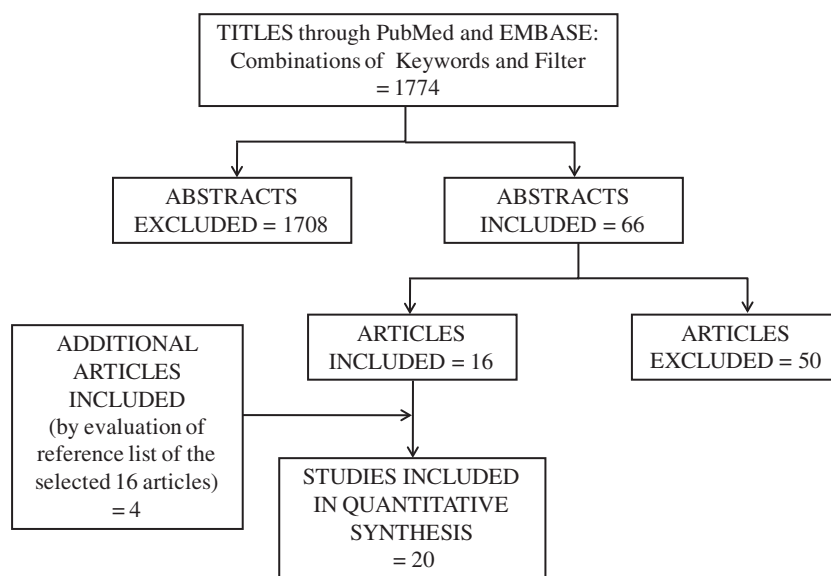 TITLES through PubMed and EMBASE:
Combinations of Keywords and Filter
= 1774
ABSTRACTS
EXCLUDED = 1708
ABSTRACTS
INCLUDED = 66
ARTICLES
INCLUDED = 16
ARTICLES
EXCLUDED = 50
ADDITIONAL
ARTICLES
INCLUDED
(by evaluation of
reference list of the
selected 16 articles)
= 4
STUDIES INCLUDED
IN QUANTITATIVE
SYNTHESIS
= 20